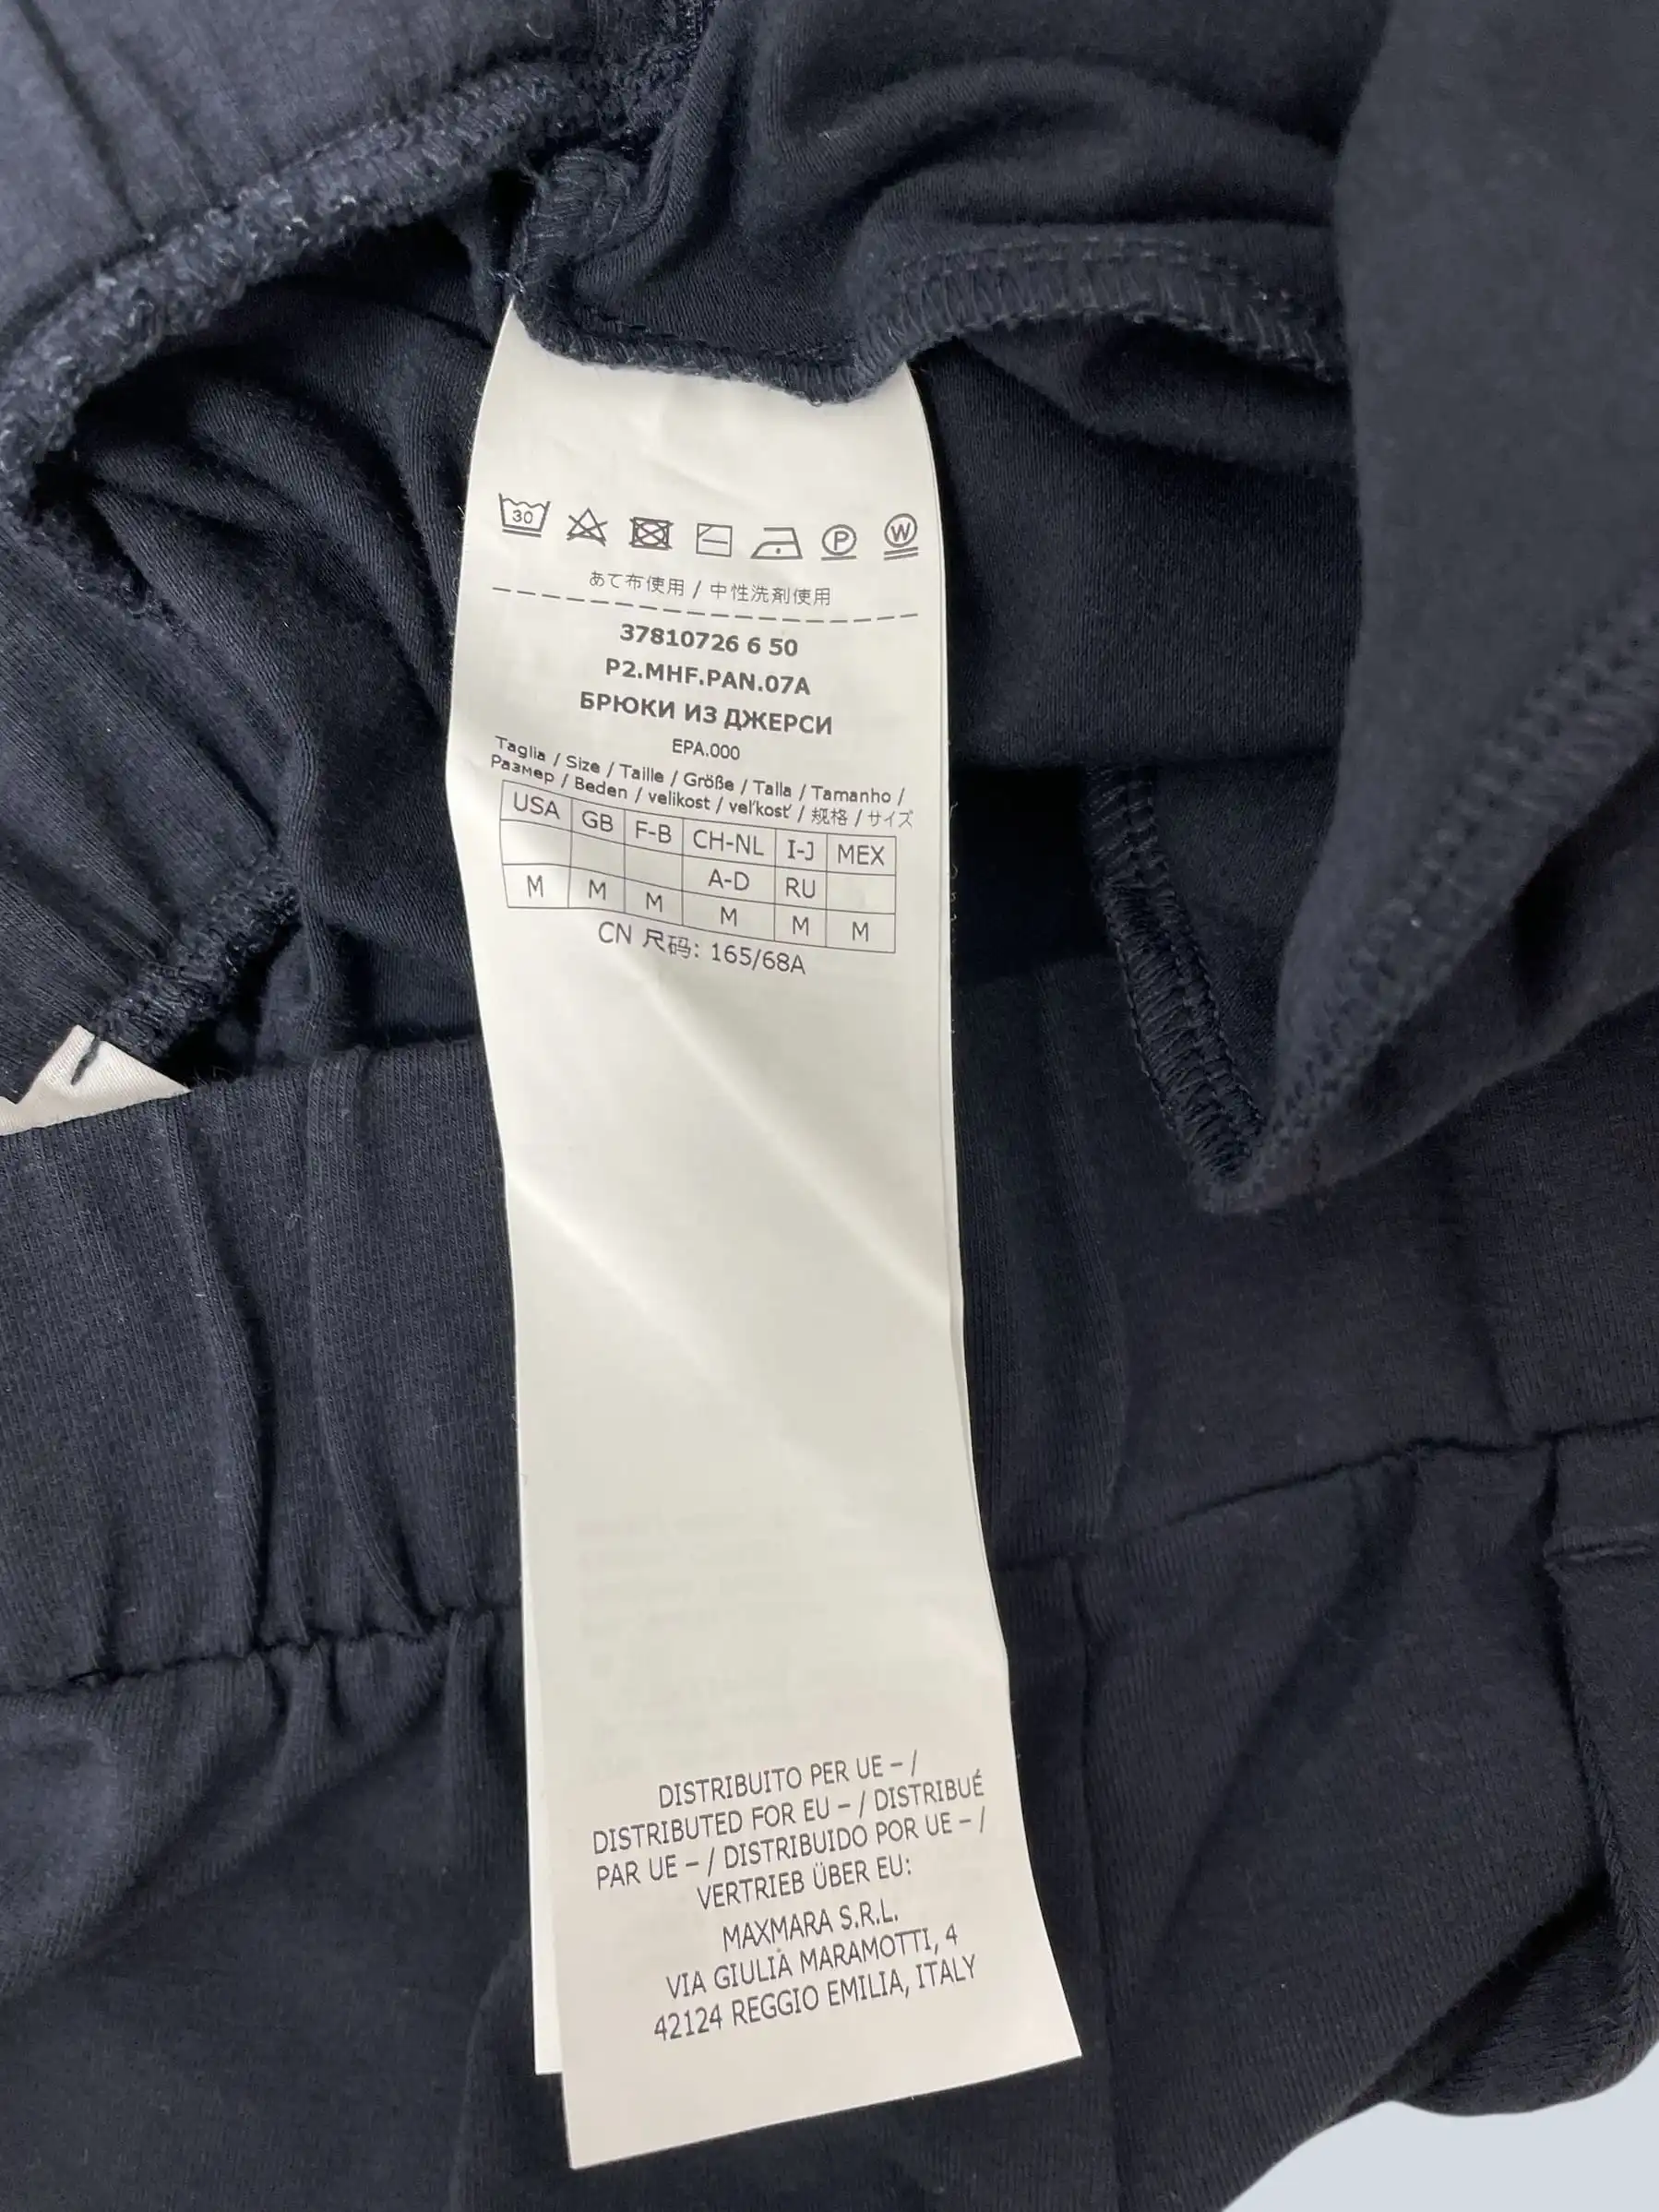 30
P
W
あて布使用 / 中性洗剤使用
37810726 6 50
P2.MHF.PAN.07A
БРЮКИ ИЗ ДЖЕРСИ
EPA.000
Taglia / Size / Taille / Größe / Talla / Tamanho /
Размер / Beden / velikost / veľkosť / 规格 / サイズ
USA GB F-B CH-NL I-J MEX
A-D RU
M M M M M M
CN 尺码: 165/68A
DISTRIBUITO PER UE – /
DISTRIBUTED FOR EU – / DISTRIBUÉ
PAR UE – / DISTRIBUIDO POR UE – /
VERTRIEB ÜBER EU:
MAXMARA S.R.L.
VIA GIULIA MARAMOTTI, 4
42124 REGGIO EMILIA, ITALY